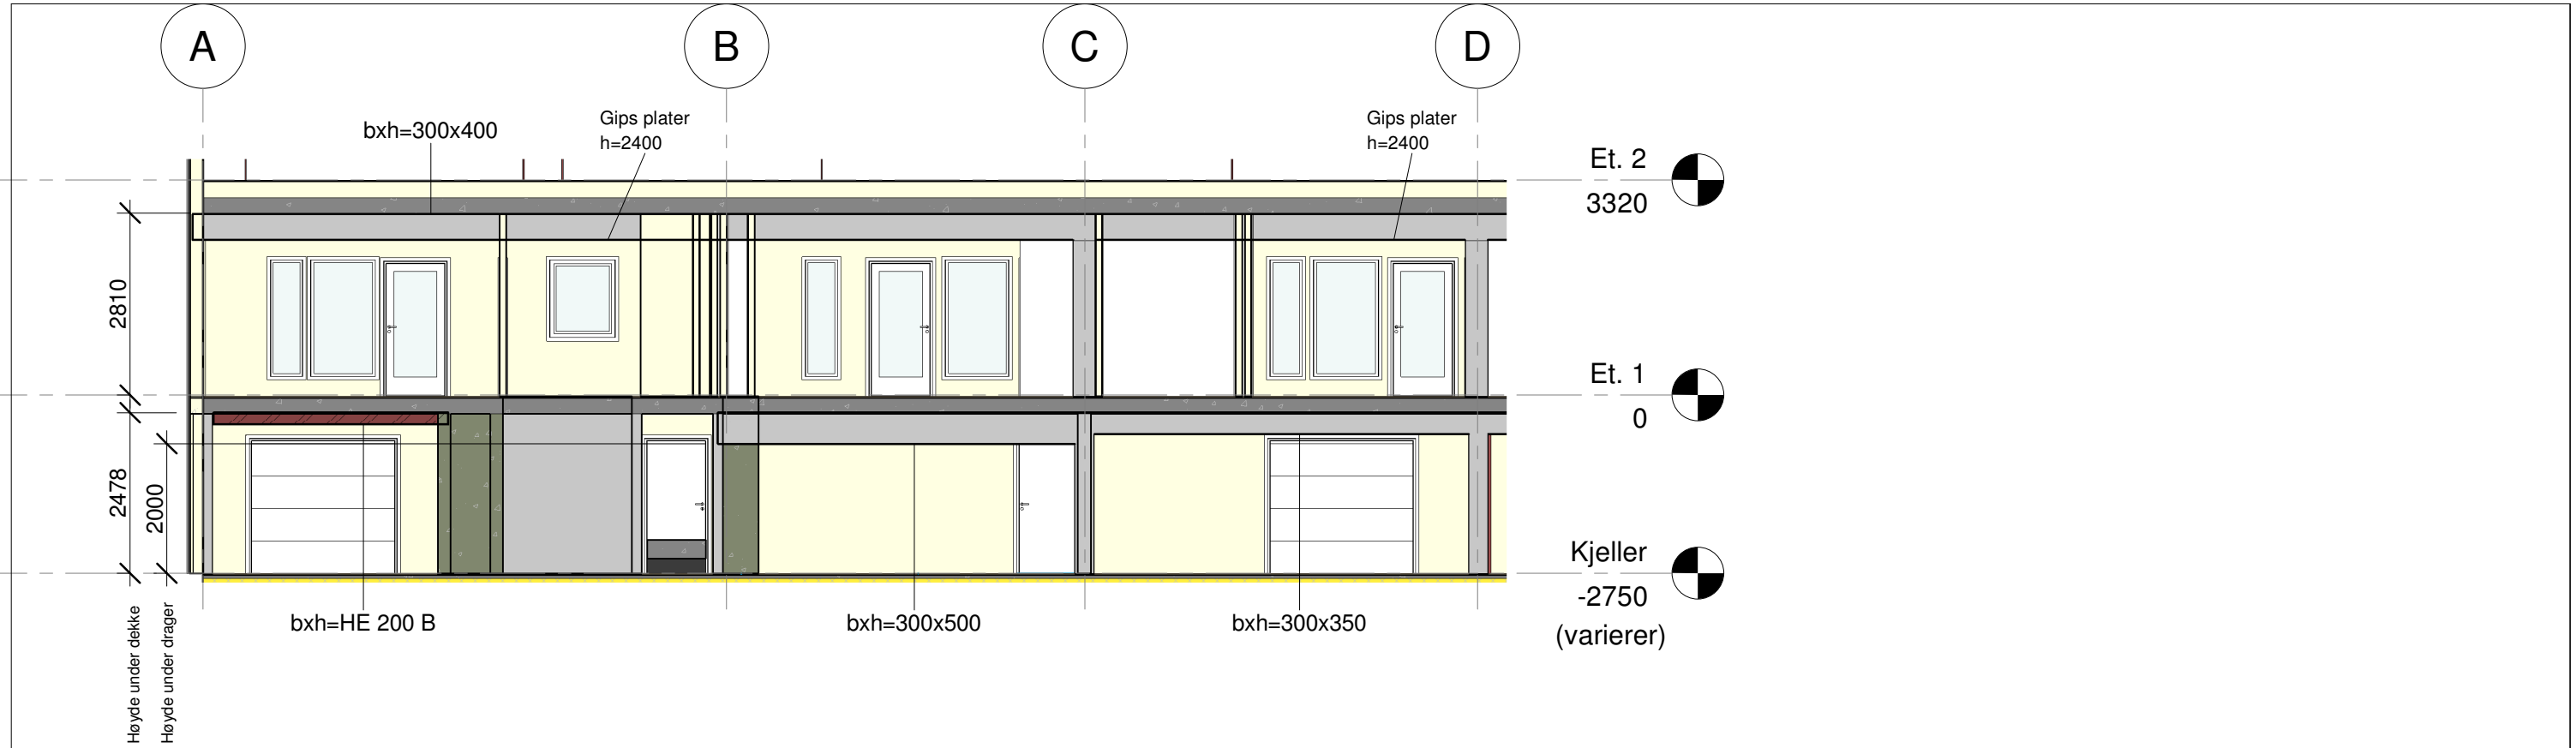 A
B
C
D
bxh=300x400
Gips plater
h=2400
Gips plater
h=2400
Et. 2
3320
2810
Et. 1
0
2478
2000
Kjeller
-2750
(varierer)
bxh=HE 200 B
bxh=300x500
bxh=300x350
Høyde under dekke
Høyde under drager